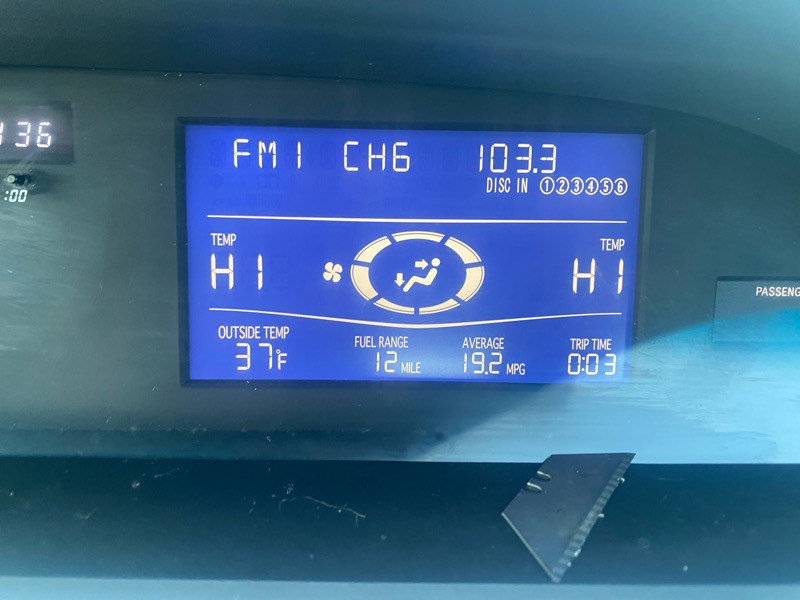 136
:00
FM1 CH6 103.3
DISC IN ①②③④⑤⑥
TEMP TEMP
HI HI
OUTSIDE TEMP FUEL RANGE AVERAGE TRIP TIME
37°F 12 MILE 19.2 MPG 0:03
PASSENG